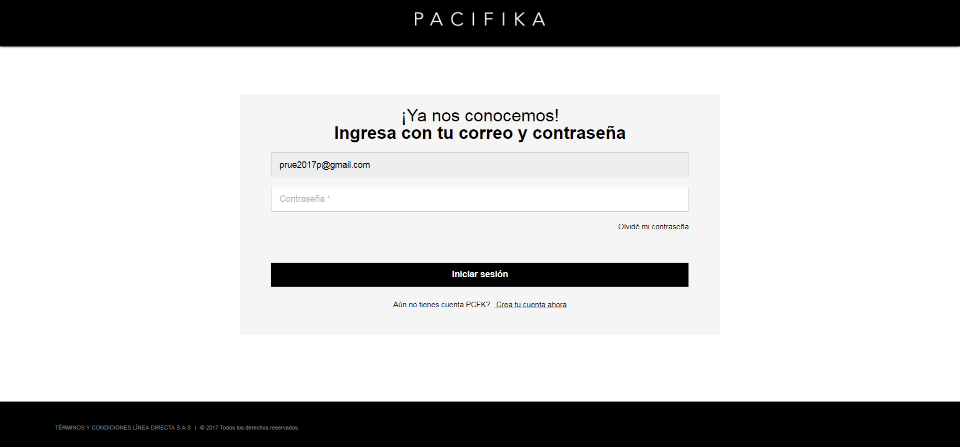 PACIFIKA
¡Ya nos conocemos!
Ingresa con tu correo y contraseña
prue2017p@gmail.com
Contraseña *
Olvidé mi contraseña
Iniciar sesión
Aún no tienes cuenta PCFK? Crea tu cuenta ahora
TÉRMINOS Y CONDICIONES LÍNEA DIRECTA S.A.S | © 2017 Todos los derechos reservados.